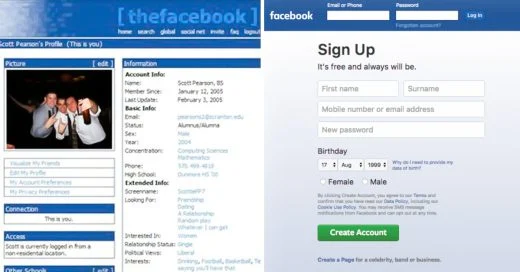 [ thefacebook ]
home search global social net invite faq logout
Scott Pearson's Profile (This is you)
Picture [ edit ]
Visualize My Friends
Edit My Profile
My Account Preferences
My Privacy Preferences
Connection
This is you.
Access
Scott is currently logged in from a
non-residential location.
Information [ edit ]
Account Info:
Name: Scott Pearson, BS
Member Since: January 12, 2005
Last Update: February 3, 2005
Basic Info:
Email:
Status: Alumnus/Alumna
Sex: Male
Year: 2004
Concentration: Computing Sciences
Mathematics
Phone:
High School: Dunmore HS '00
Extended Info:
Screenname:
Looking For: Friendship
Dating
A Relationship
Random play
Whatever I can get
Interested In: Women
Relationship Status: Single
Political Views: Liberal
Interests: Drinking, Football, Basketball,
saying you'll have that
facebook
Email or Phone
Password
Log In
Forgotten account?
Sign Up
It's free and always will be.
First name Surname
Mobile number or email address
New password
Birthday
17 Aug 1999 Why do I need to provide my
date of birth?
Female Male
By clicking Create Account, you agree to our Terms and
confirm that you have read our Data Policy, including our
Cookie Use Policy. You may receive SMS message
notifications from Facebook and can opt out at any time.
Create Account
Create a Page for a celebrity, band or business.